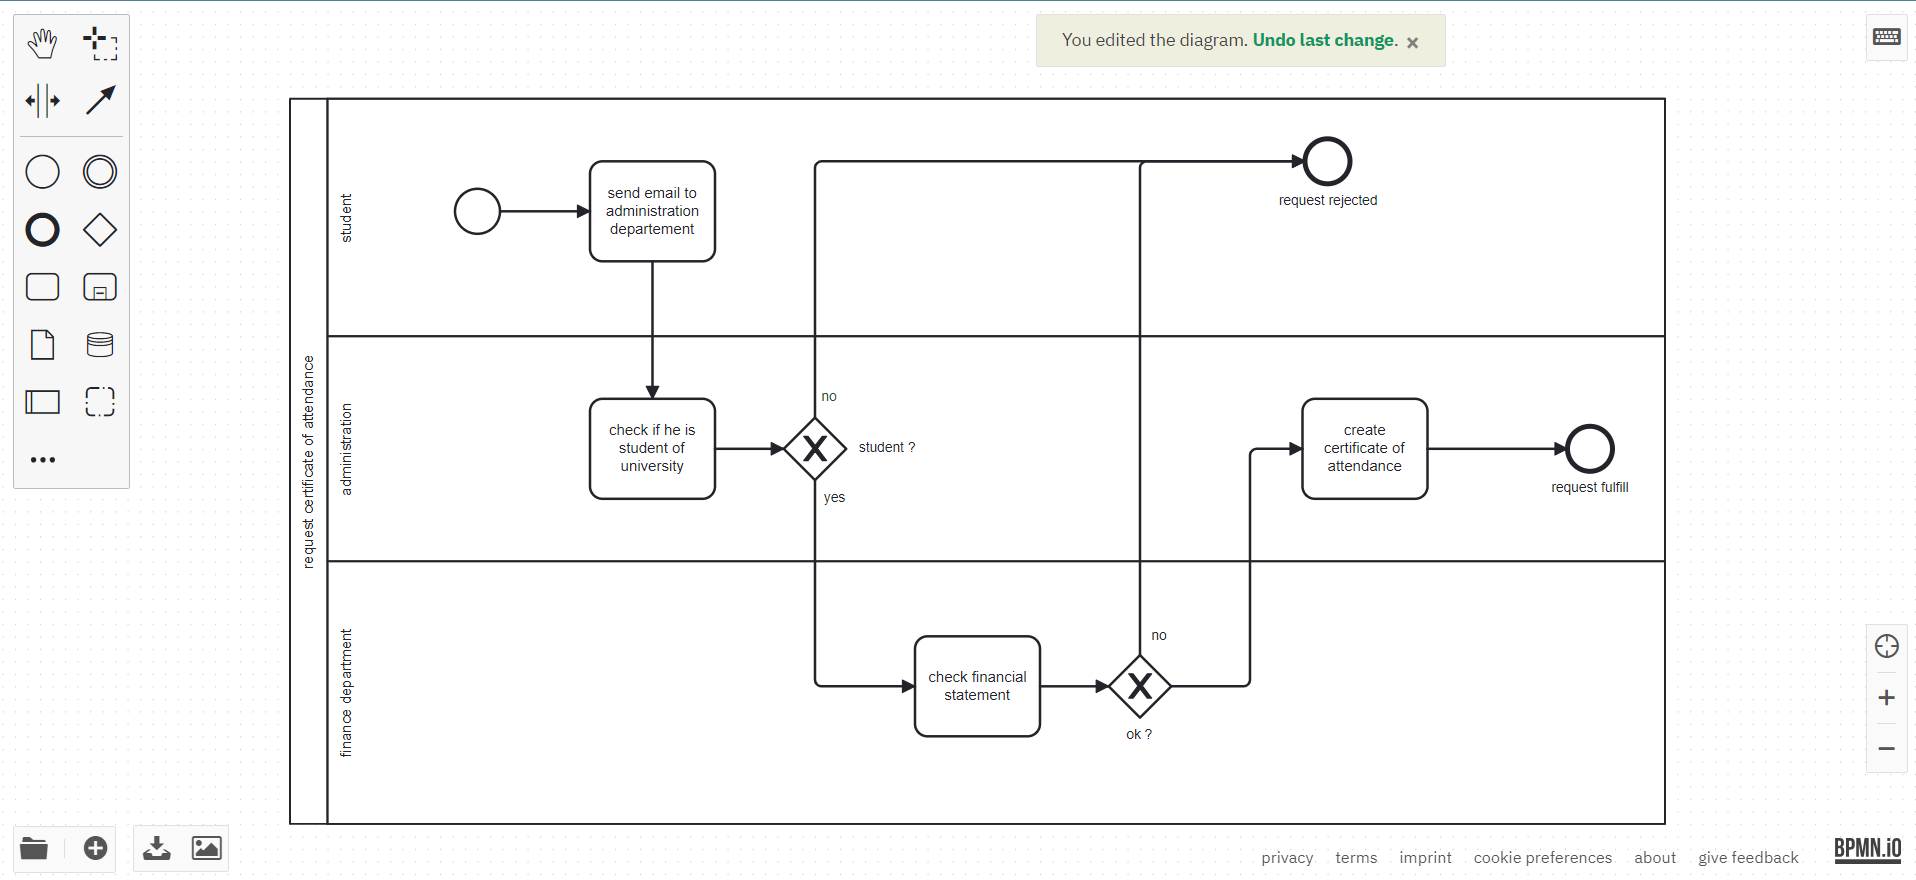 You edited the diagram. Undo last change. ×
request certificate of attendance
student
send email to
administration
departement
request rejected
administration
check if he is
student of
university
no
student ?
yes
create
certificate of
attendance
request fulfill
finance department
check financial
statement
no
ok ?
privacy terms imprint cookie preferences about give feedback
BPMN.iO